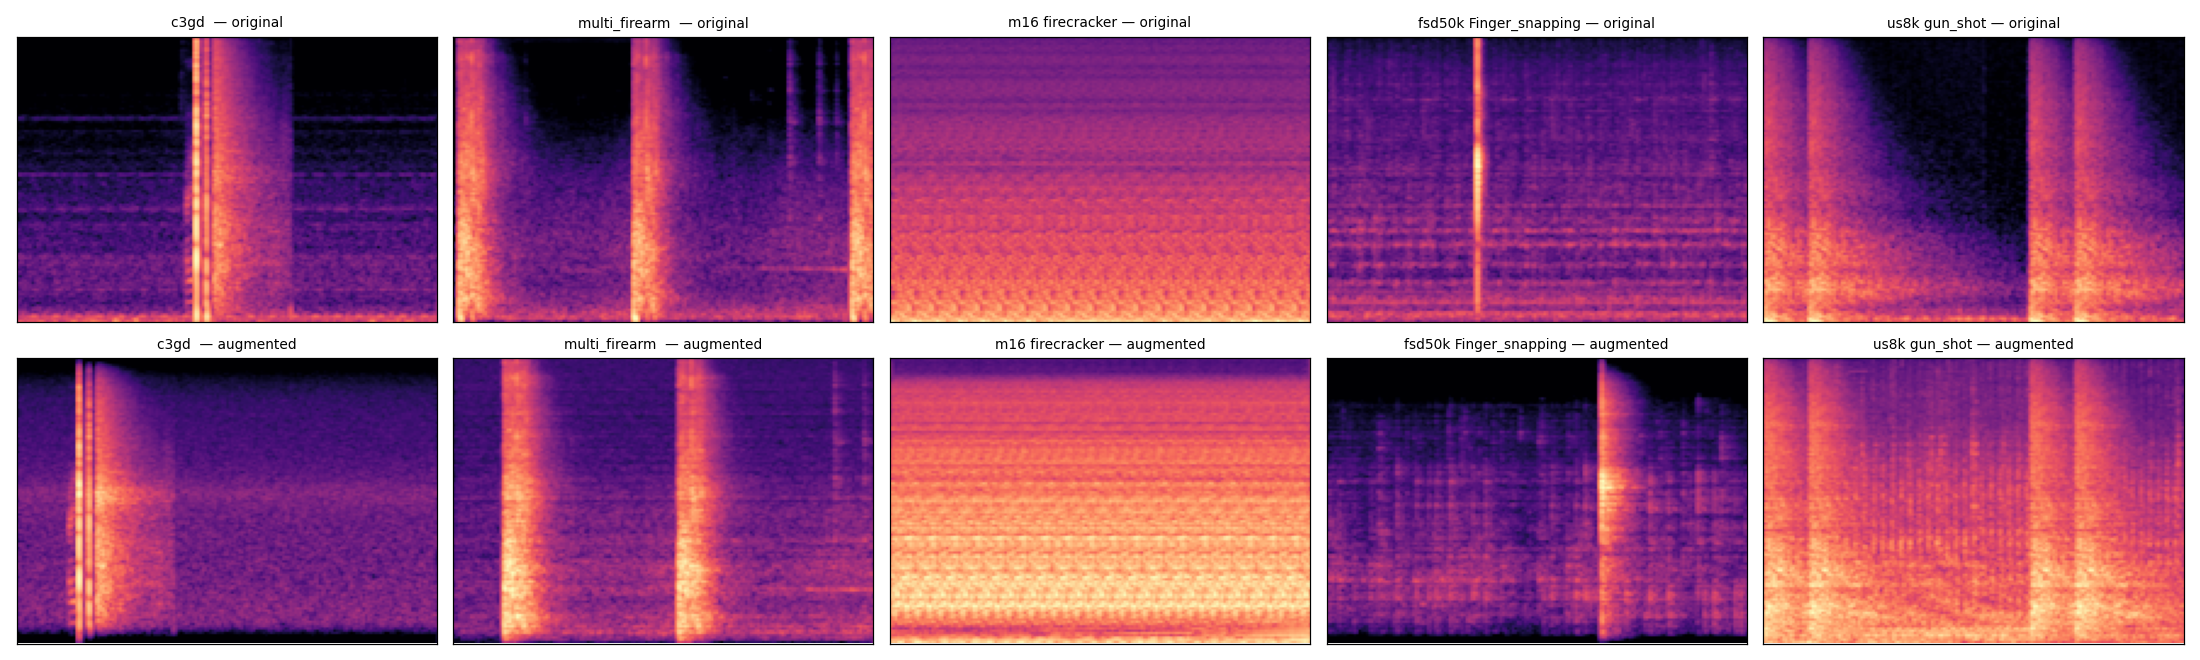 c3gd  — original
multi_firearm  — original
m16 firecracker — original
fsd50k Finger_snapping — original
us8k gun_shot — original
c3gd  — augmented
multi_firearm  — augmented
m16 firecracker — augmented
fsd50k Finger_snapping — augmented
us8k gun_shot — augmented